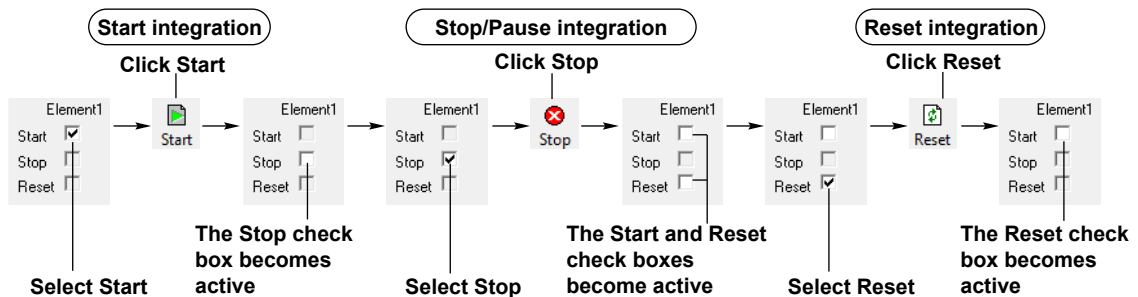 Start integration
Stop/Pause integration
Reset integration
Click Start
Click Stop
Click Reset
Element1
Start
Stop
Reset
Start
Element1
Start
Stop
Reset
Element1
Start
Stop
Reset
Stop
Element1
Start
Stop
Reset
Element1
Start
Stop
Reset
Reset
Element1
Start
Stop
Reset
Select Start
The Stop check
box becomes
active
Select Stop
The Start and Reset
check boxes
become active
Select Reset
The Reset check
box becomes
active